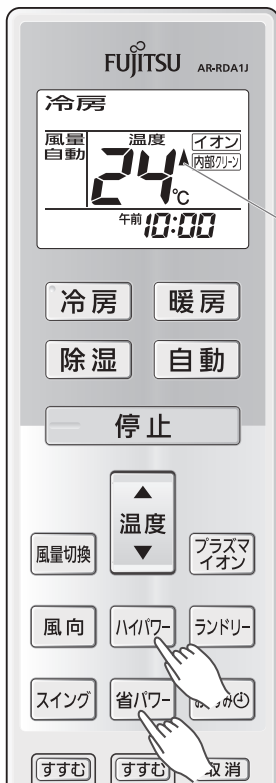 FUJITSU AR-RDA1J
冷房
風量 温度 イオン
自動 24℃ 内部クリーン
午前 10:00
冷房 暖房
除湿 自動
停止
温度
風量切換 プラズマ
イオン
風向 ハイパワー ランドリー
スイング 省パワー
すすむ すすむ 取消